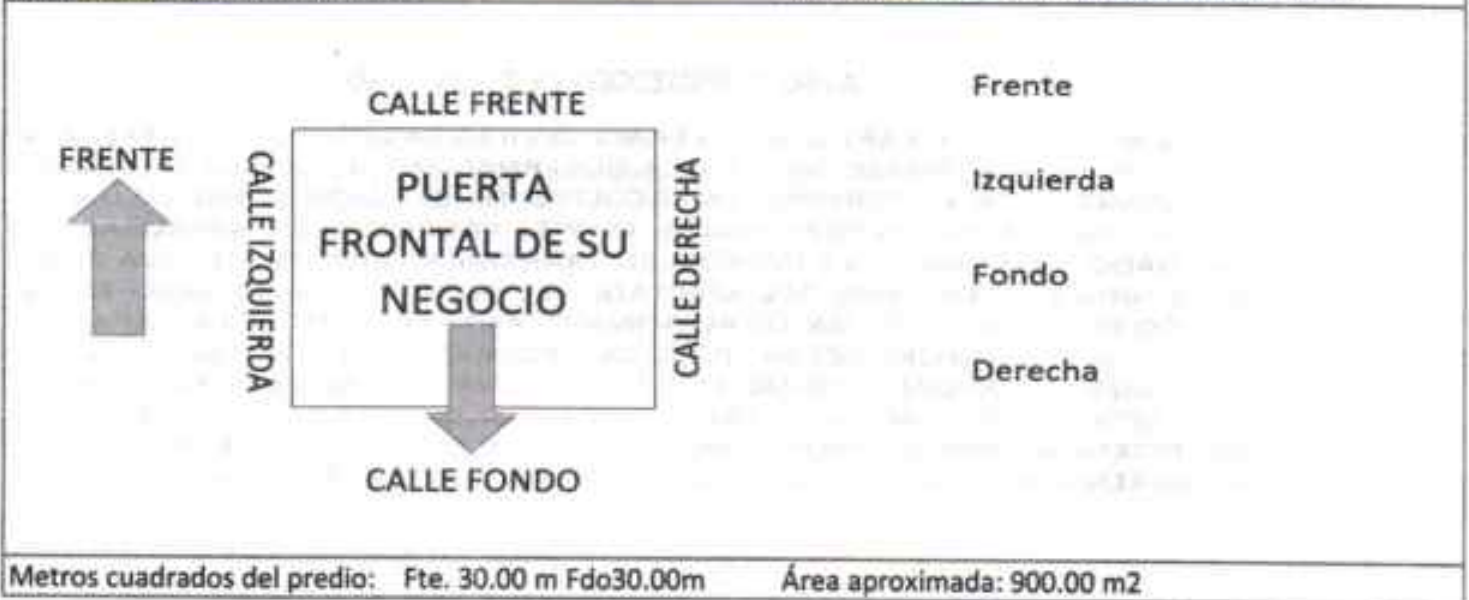 CALLE FRENTE
FRENTE
CALLE IZQUIERDA
PUERTA
FRONTAL DE SU
NEGOCIO
CALLE DERECHA
CALLE FONDO
Frente
Izquierda
Fondo
Derecha
Metros cuadrados del predio: Fte. 30.00 m Fdo30.00m Área aproximada: 900.00 m2